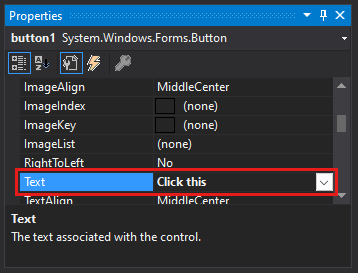 Properties
button1 System.Windows.Forms.Button
ImageAlign MiddleCenter
ImageIndex (none)
ImageKey (none)
ImageList (none)
RightToLeft No
Text Click this
TextAlign MiddleCenter
Text
The text associated with the control.